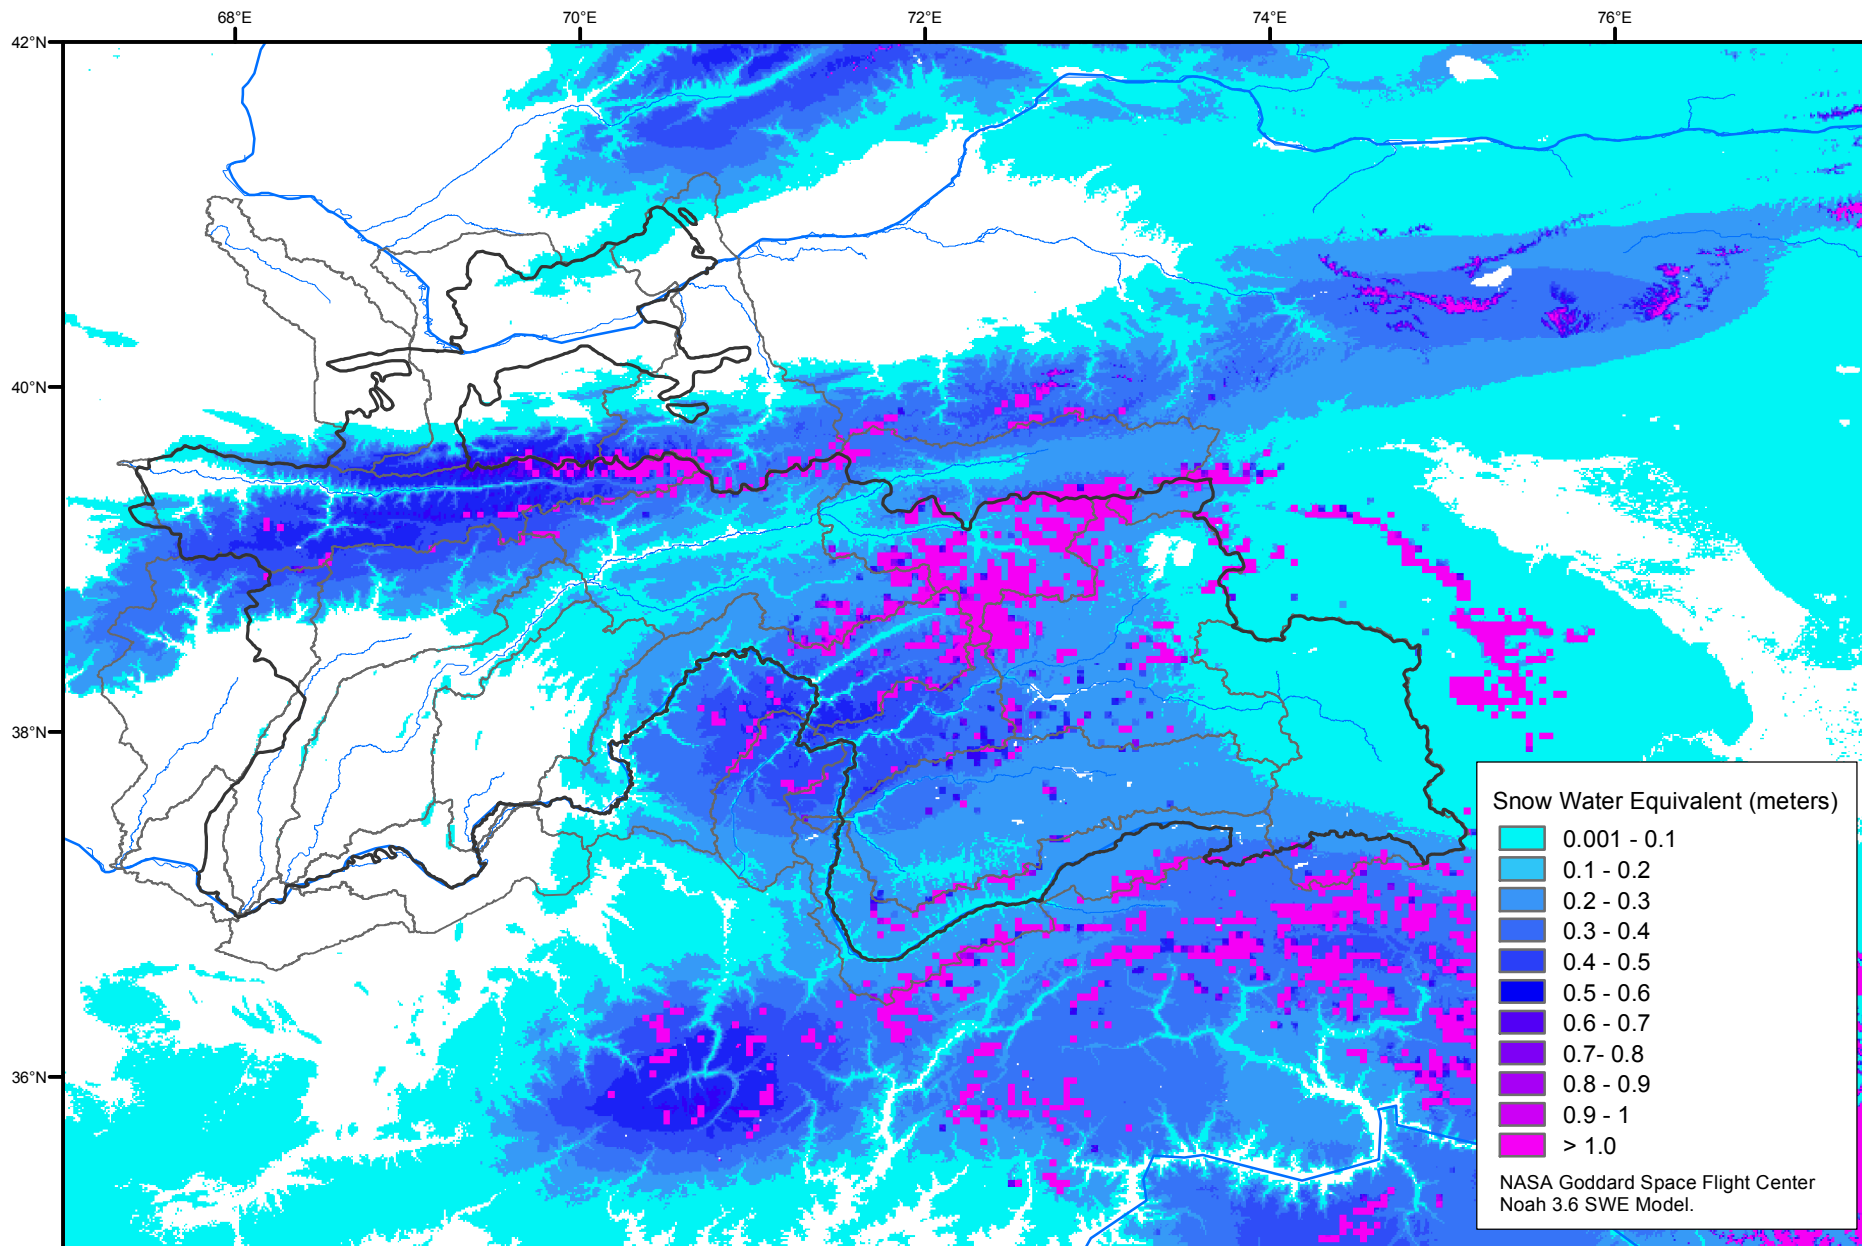 68°E
70°E
72°E
74°E
76°E
42°N
40°N
38°N
36°N
Snow Water Equivalent (meters)
0.001 - 0.1
0.1 - 0.2
0.2 - 0.3
0.3 - 0.4
0.4 - 0.5
0.5 - 0.6
0.6 - 0.7
0.7- 0.8
0.8 - 0.9
0.9 - 1
> 1.0
NASA Goddard Space Flight Center
Noah 3.6 SWE Model.